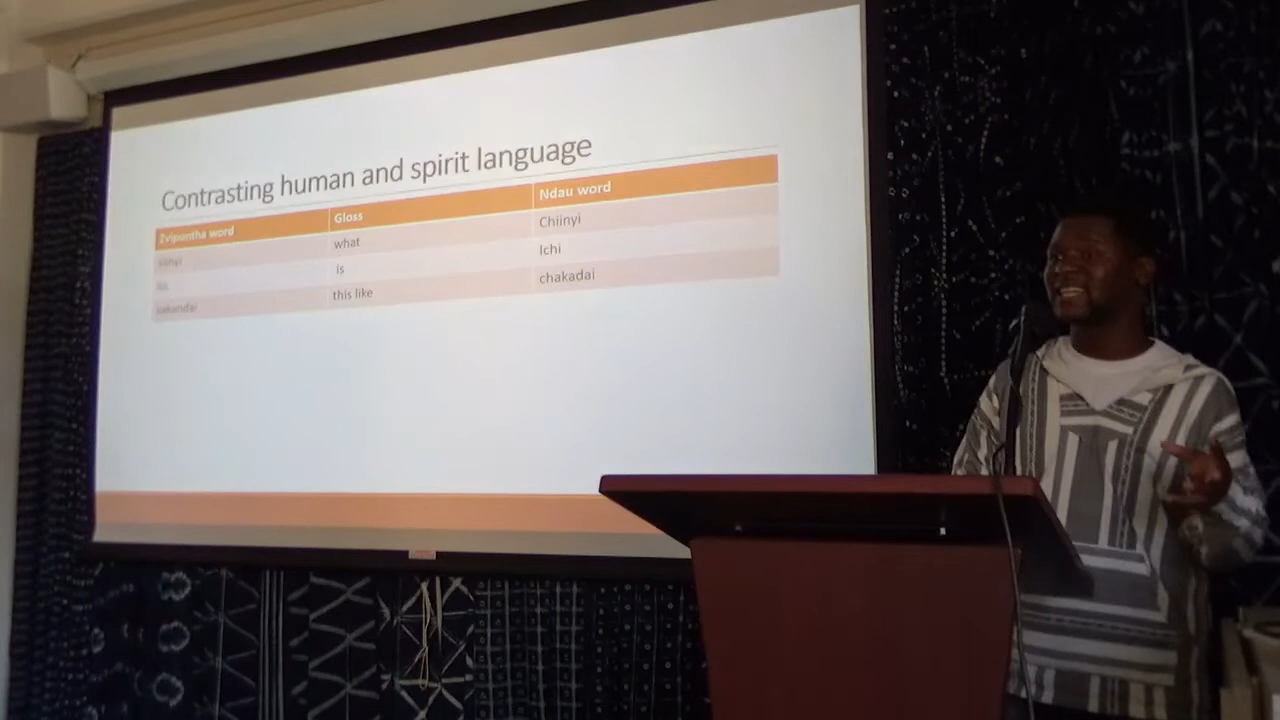 Contrasting human and spirit language
Zvipontha word Gloss Ndau word
what Chiinyi
is Ichi
this like chakadai